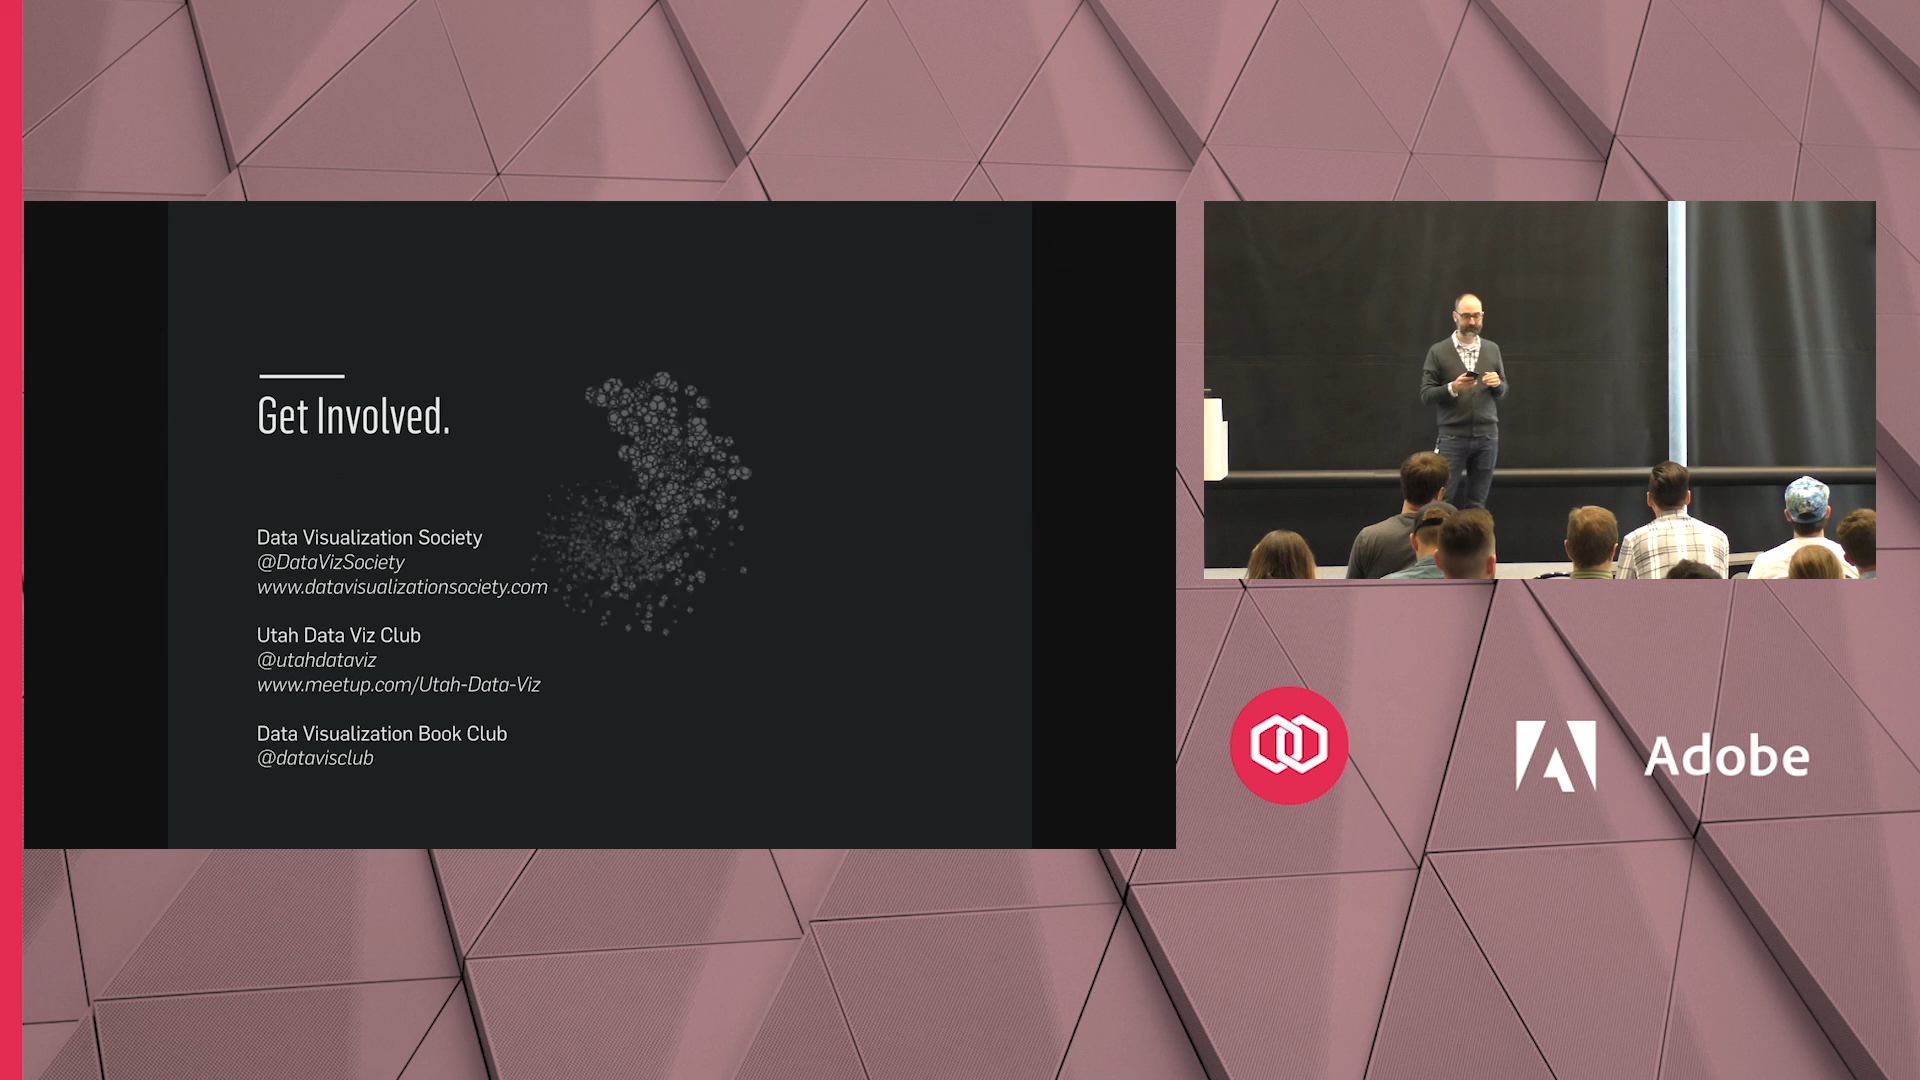 Get Involved.
Data Visualization Society
@DataVizSociety
www.datavisualizationsociety.com
Utah Data Viz Club
@utahdataviz
www.meetup.com/Utah-Data-Viz
Data Visualization Book Club
@datavisclub
Adobe